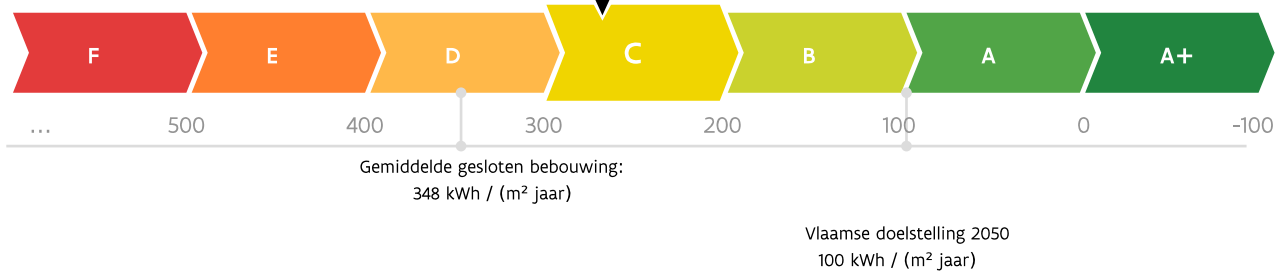 F E D C B A A+
... 500 400 300 200 100 0 -100
Gemiddelde gesloten bebouwing:
348 kWh / (m² jaar)
Vlaamse doelstelling 2050
100 kWh / (m² jaar)